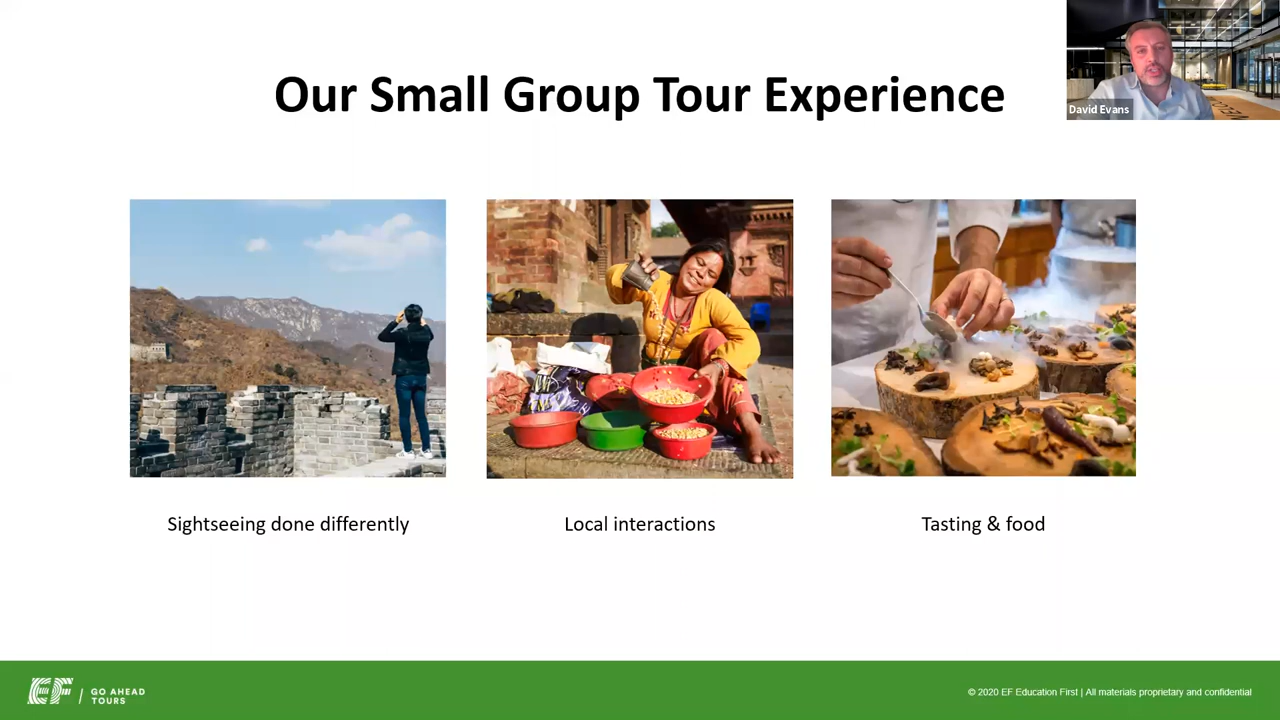 Our Small Group Tour Experience
David Evans
Sightseeing done differently
Local interactions
Tasting & food
EF / GO AHEAD
TOURS
© 2020 EF Education First | All materials proprietary and confidential